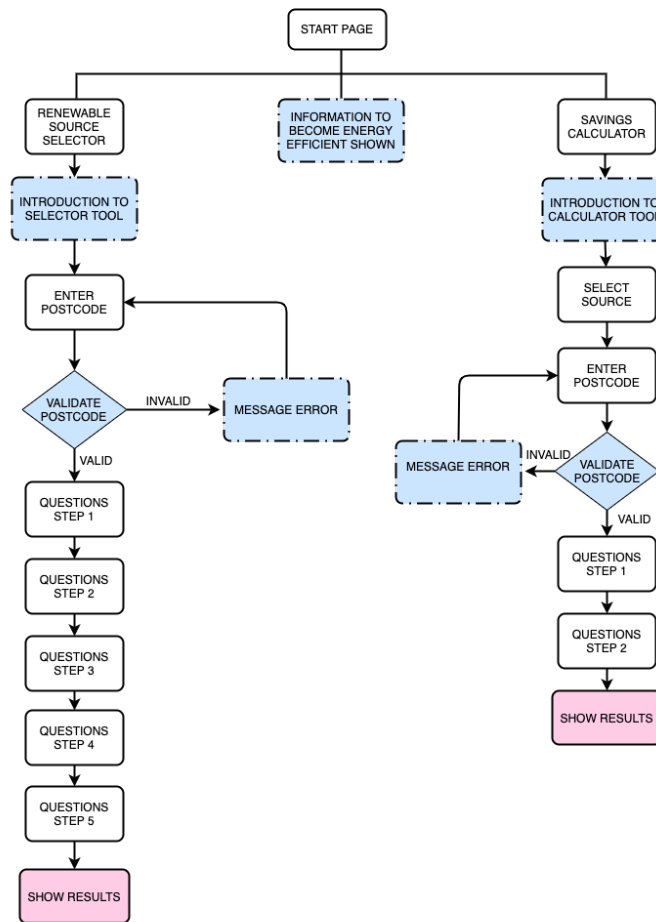 START PAGE
RENEWABLE
SOURCE
SELECTOR
INFORMATION TO
BECOME ENERGY
EFFICIENT SHOWN
SAVINGS
CALCULATOR
INTRODUCTION TO
SELECTOR TOOL
INTRODUCTION TO
CALCULATOR TOOL
ENTER
POSTCODE
SELECT
SOURCE
VALIDATE
POSTCODE
INVALID
MESSAGE ERROR
VALID
ENTER
POSTCODE
MESSAGE ERROR
INVALID
VALIDATE
POSTCODE
VALID
QUESTIONS
STEP 1
QUESTIONS
STEP 2
QUESTIONS
STEP 3
QUESTIONS
STEP 4
QUESTIONS
STEP 5
SHOW RESULTS
QUESTIONS
STEP 1
QUESTIONS
STEP 2
SHOW RESULTS